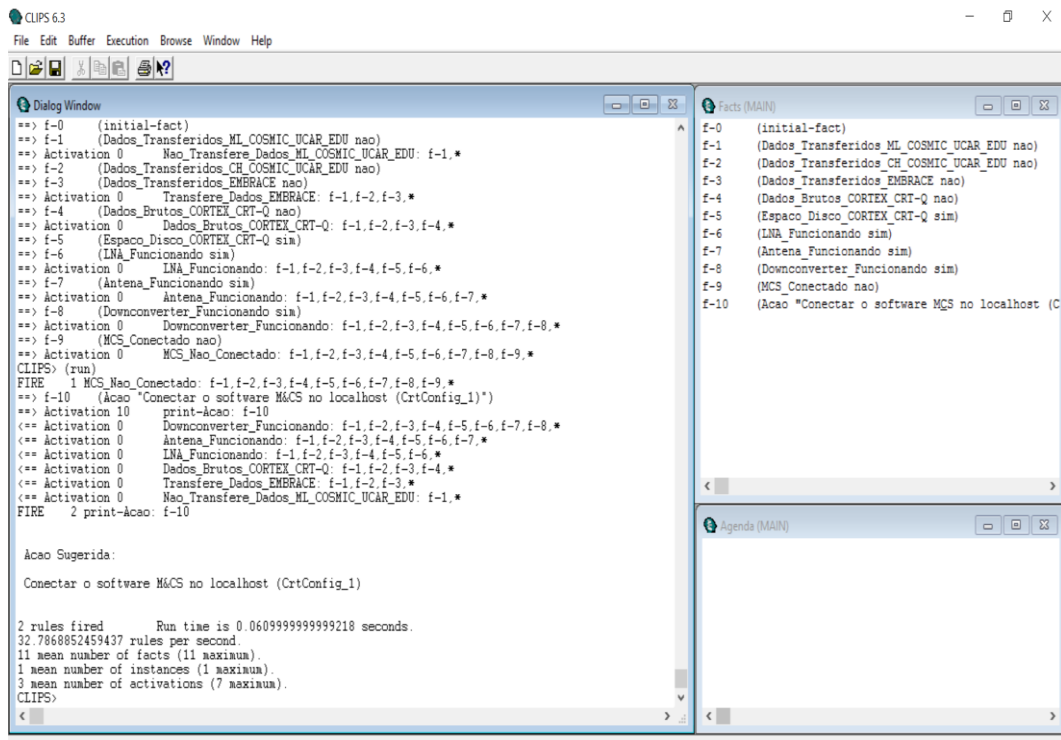 CLIPS 6.3
File Edit Buffer Execution Browse Window Help
Dialog Window
==> f-0 (initial-fact)
==> f-1 (Dados_Transferidos_ML_COSMIC_UCAR_EDU nao)
==> Activation 0 Nao_Transfere_Dados_ML_COSMIC_UCAR_EDU: f-1,*
==> f-2 (Dados_Transferidos_CH_COSMIC_UCAR_EDU nao)
==> f-3 (Dados_Transferidos_EMBRACE nao)
==> Activation 0 Transfere_Dados_EMBRACE: f-1,f-2,f-3,*
==> f-4 (Dados_Brutos_CORTEX_CRT-Q nao)
==> Activation 0 Dados_Brutos_CORTEX_CRT-Q: f-1,f-2,f-3,f-4,*
==> f-5 (Espaco_Disco_CORTEX_CRT-Q sim)
==> f-6 (LNA_Funcionando sim)
==> Activation 0 LNA_Funcionando: f-1,f-2,f-3,f-4,f-5,f-6,*
==> f-7 (Antena_Funcionando sim)
==> Activation 0 Antena_Funcionando: f-1,f-2,f-3,f-4,f-5,f-6,f-7,*
==> f-8 (Downconverter_Funcionando sim)
==> Activation 0 Downconverter_Funcionando: f-1,f-2,f-3,f-4,f-5,f-6,f-7,f-8,*
==> f-9 (MCS_Conectado nao)
==> Activation 0 MCS_Nao_Conectado: f-1,f-2,f-3,f-4,f-5,f-6,f-7,f-8,f-9,*
CLIPS> (run)
FIRE 1 MCS_Nao_Conectado: f-1,f-2,f-3,f-4,f-5,f-6,f-7,f-8,f-9,*
==> f-10 (Acao "Conectar o software M&CS no localhost (CrtConfig_1)")
==> Activation 10 print-Acao: f-10
<== Activation 0 Downconverter_Funcionando: f-1,f-2,f-3,f-4,f-5,f-6,f-7,f-8,*
<== Activation 0 Antena_Funcionando: f-1,f-2,f-3,f-4,f-5,f-6,f-7,*
<== Activation 0 LNA_Funcionando: f-1,f-2,f-3,f-4,f-5,f-6,*
<== Activation 0 Dados_Brutos_CORTEX_CRT-Q: f-1,f-2,f-3,f-4,*
<== Activation 0 Transfere_Dados_EMBRACE: f-1,f-2,f-3,*
<== Activation 0 Nao_Transfere_Dados_ML_COSMIC_UCAR_EDU: f-1,*
FIRE 2 print-Acao: f-10
Acao Sugerida:
Conectar o software M&CS no localhost (CrtConfig_1)
2 rules fired Run time is 0.0609999999999218 seconds.
32.7868852459437 rules per second.
11 mean number of facts (11 maximum).
1 mean number of instances (1 maximum).
3 mean number of activations (7 maximum).
CLIPS>
Facts (MAIN)
f-0 (initial-fact)
f-1 (Dados_Transferidos_ML_COSMIC_UCAR_EDU nao)
f-2 (Dados_Transferidos_CH_COSMIC_UCAR_EDU nao)
f-3 (Dados_Transferidos_EMBRACE nao)
f-4 (Dados_Brutos_CORTEX_CRT-Q nao)
f-5 (Espaco_Disco_CORTEX_CRT-Q sim)
f-6 (LNA_Funcionando sim)
f-7 (Antena_Funcionando sim)
f-8 (Downconverter_Funcionando sim)
f-9 (MCS_Conectado nao)
f-10 (Acao "Conectar o software MCS no localhost (C
Agenda (MAIN)